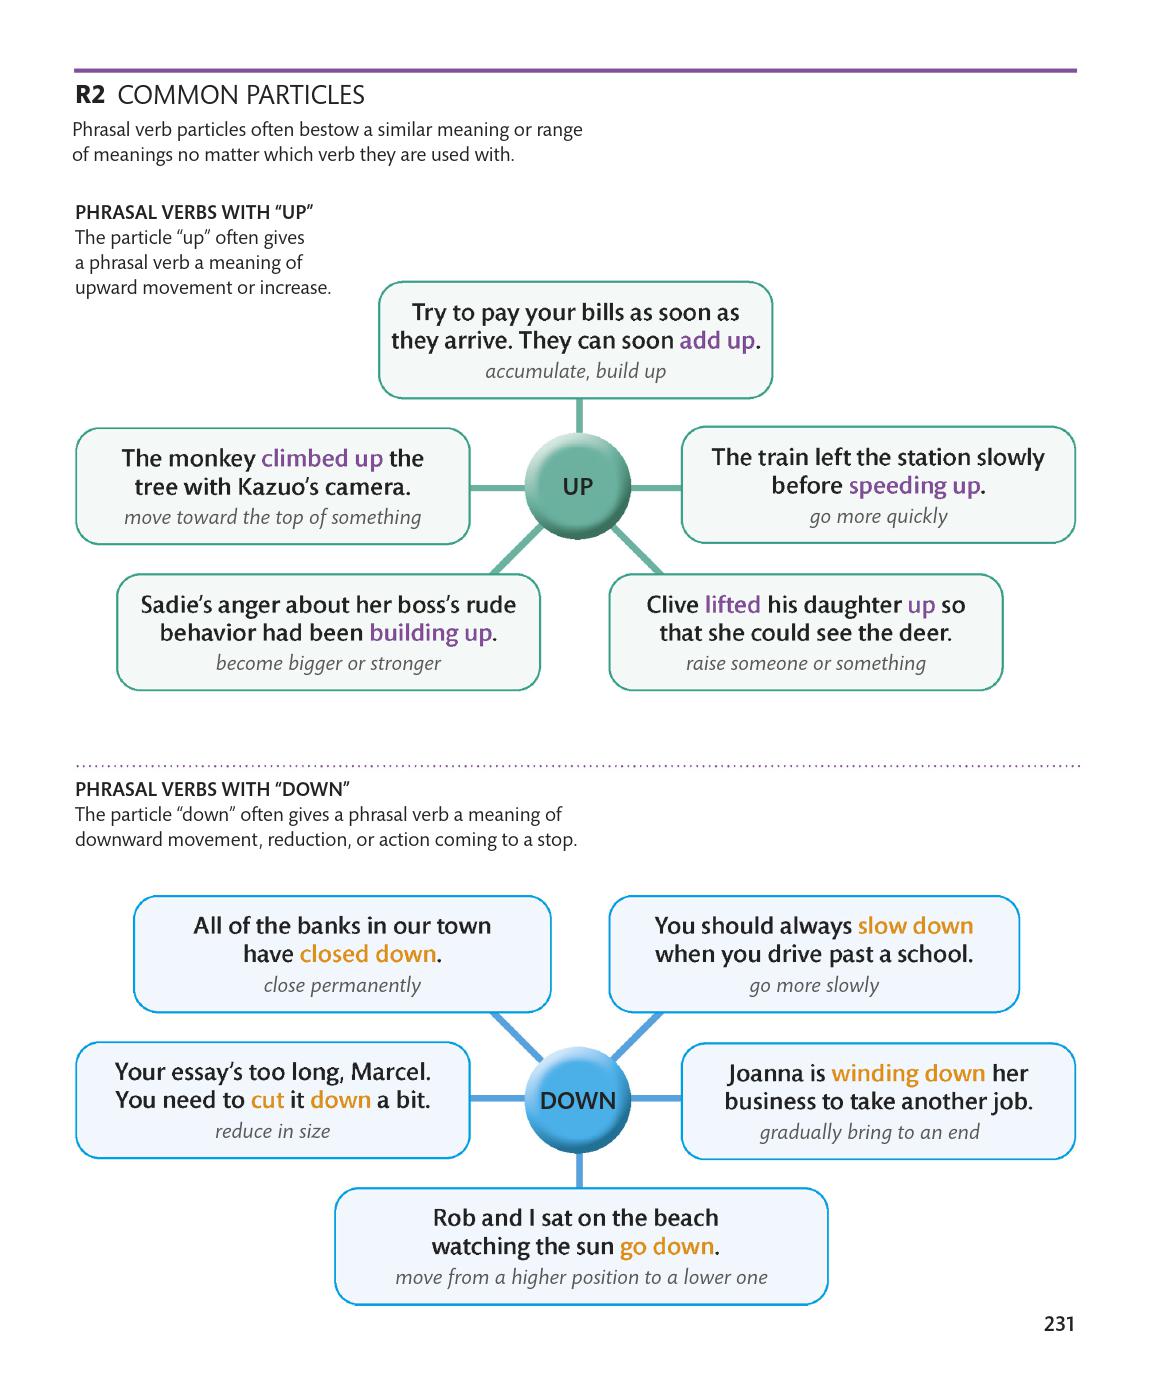 R2 COMMON PARTICLES
Phrasal verb particles often bestow a similar meaning or range
of meanings no matter which verb they are used with.
PHRASAL VERBS WITH “UP”
The particle “up” often gives
a phrasal verb a meaning of
upward movement or increase.
Try to pay your bills as soon as
they arrive. They can soon add up.
accumulate, build up
The monkey climbed up the
tree with Kazuo’s camera.
move toward the top of something
UP
The train left the station slowly
before speeding up.
go more quickly
Sadie’s anger about her boss’s rude
behavior had been building up.
become bigger or stronger
Clive lifted his daughter up so
that she could see the deer.
raise someone or something
PHRASAL VERBS WITH “DOWN”
The particle “down” often gives a phrasal verb a meaning of
downward movement, reduction, or action coming to a stop.
All of the banks in our town
have closed down.
close permanently
You should always slow down
when you drive past a school.
go more slowly
Your essay’s too long, Marcel.
You need to cut it down a bit.
reduce in size
DOWN
Joanna is winding down her
business to take another job.
gradually bring to an end
Rob and I sat on the beach
watching the sun go down.
move from a higher position to a lower one
231